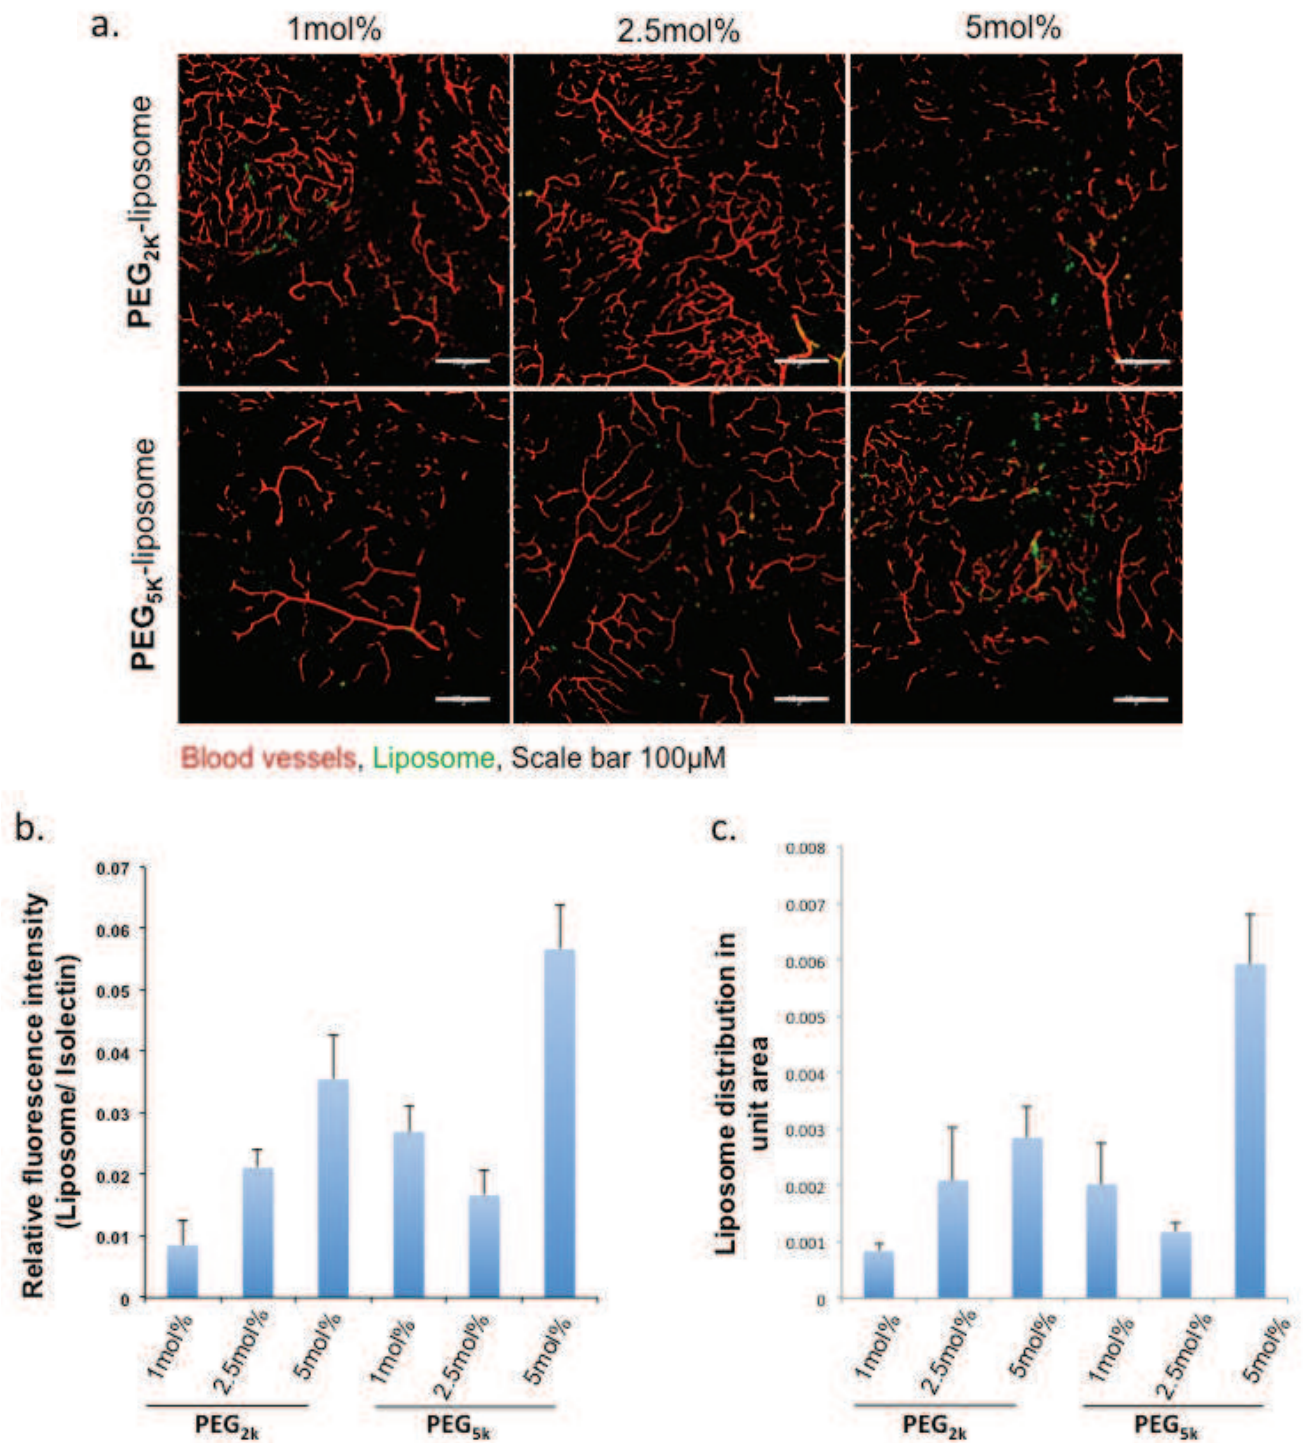 a.
1mol% 2.5mol% 5mol%
PEG2K-liposome
PEG5K-liposome
Blood vessels, Liposome, Scale bar 100µM
b.
Relative fluorescence intensity
(Liposome/ Isolectin)
0.07
0.06
0.05
0.04
0.03
0.02
0.01
0
1mol% 2.5mol% 5mol% 1mol% 2.5mol% 5mol%
PEG2k PEG5k
c.
Liposome distribution in
unit area
0.008
0.007
0.006
0.005
0.004
0.003
0.002
0.001
0
1mol% 2.5mol% 5mol% 1mol% 2.5mol% 5mol%
PEG2k PEG5k